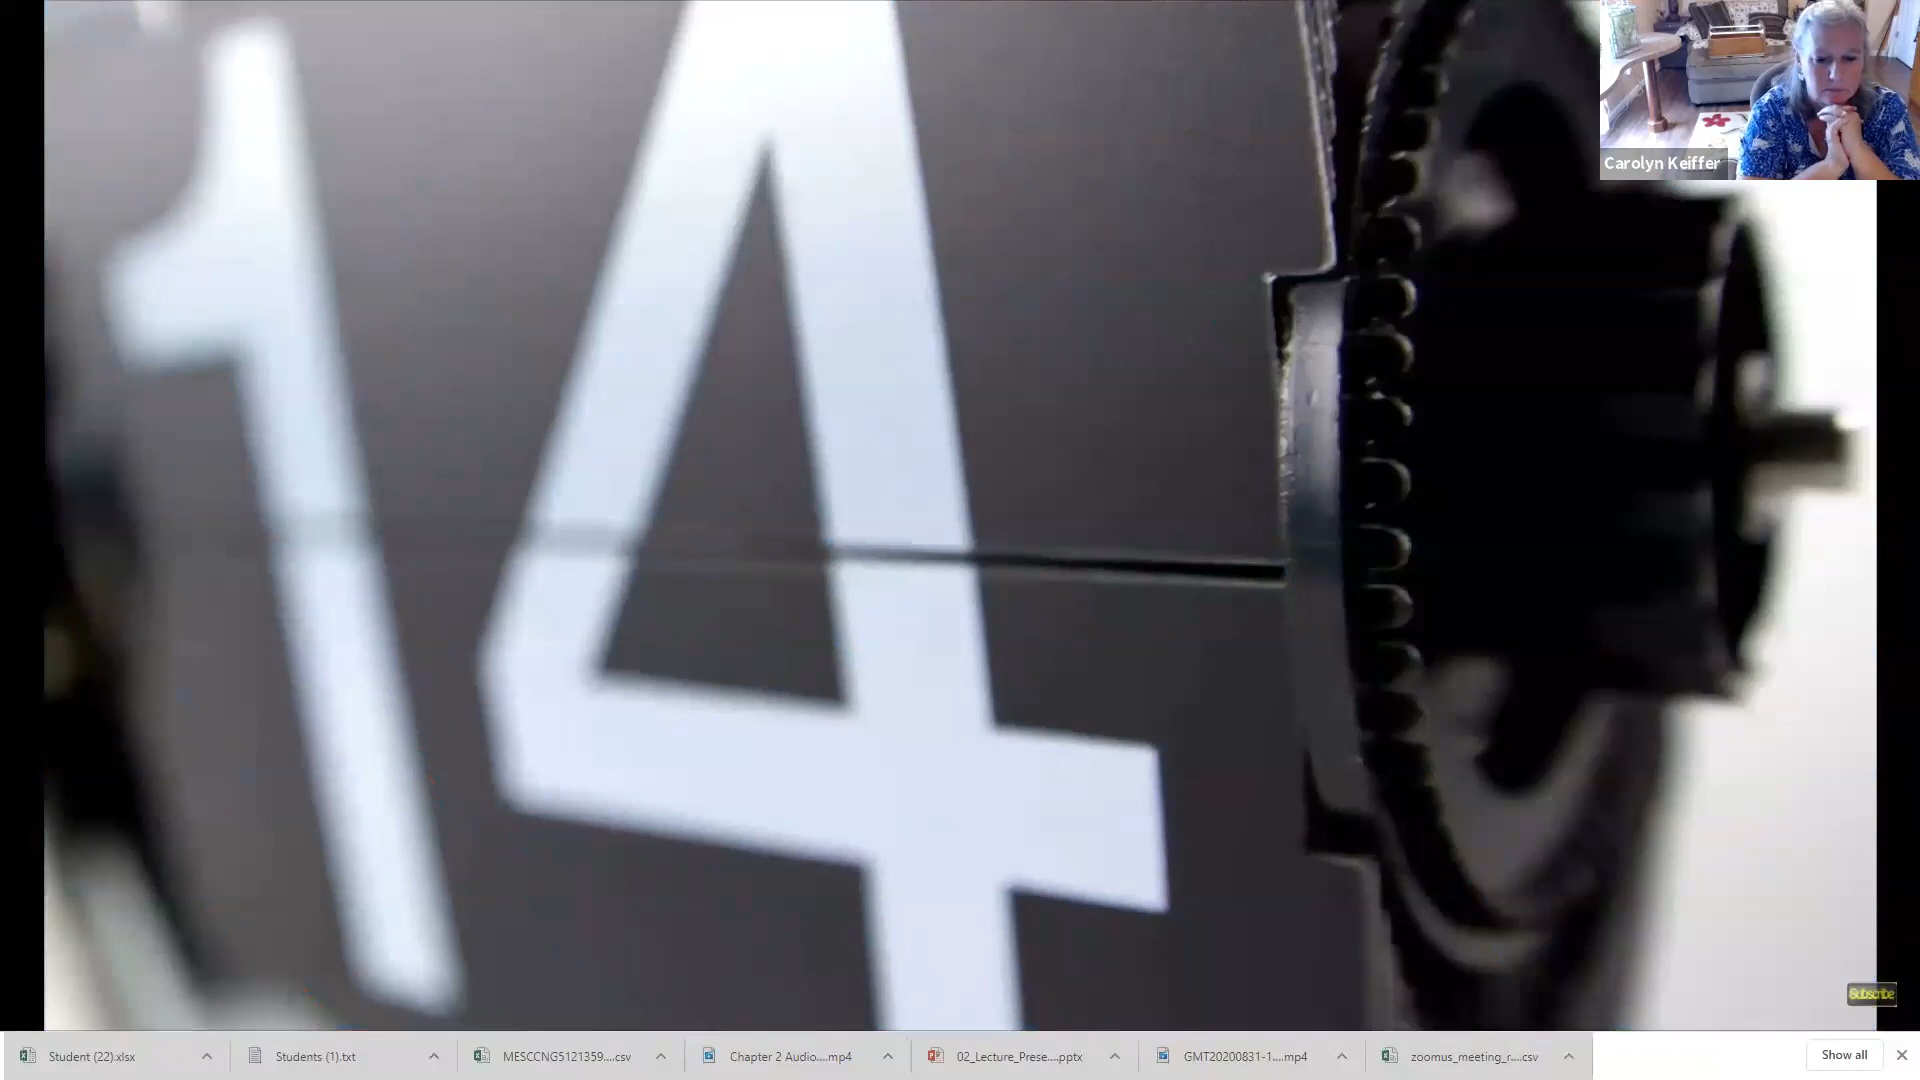 14
Carolyn Keiffer
Subscribe
Student (22).xlsx
Students (1).txt
MESCCNG5121359....csv
Chapter 2 Audio....mp4
02_Lecture_Prese....pptx
GMT20200831-1....mp4
zoomus_meeting_r....csv
Show all